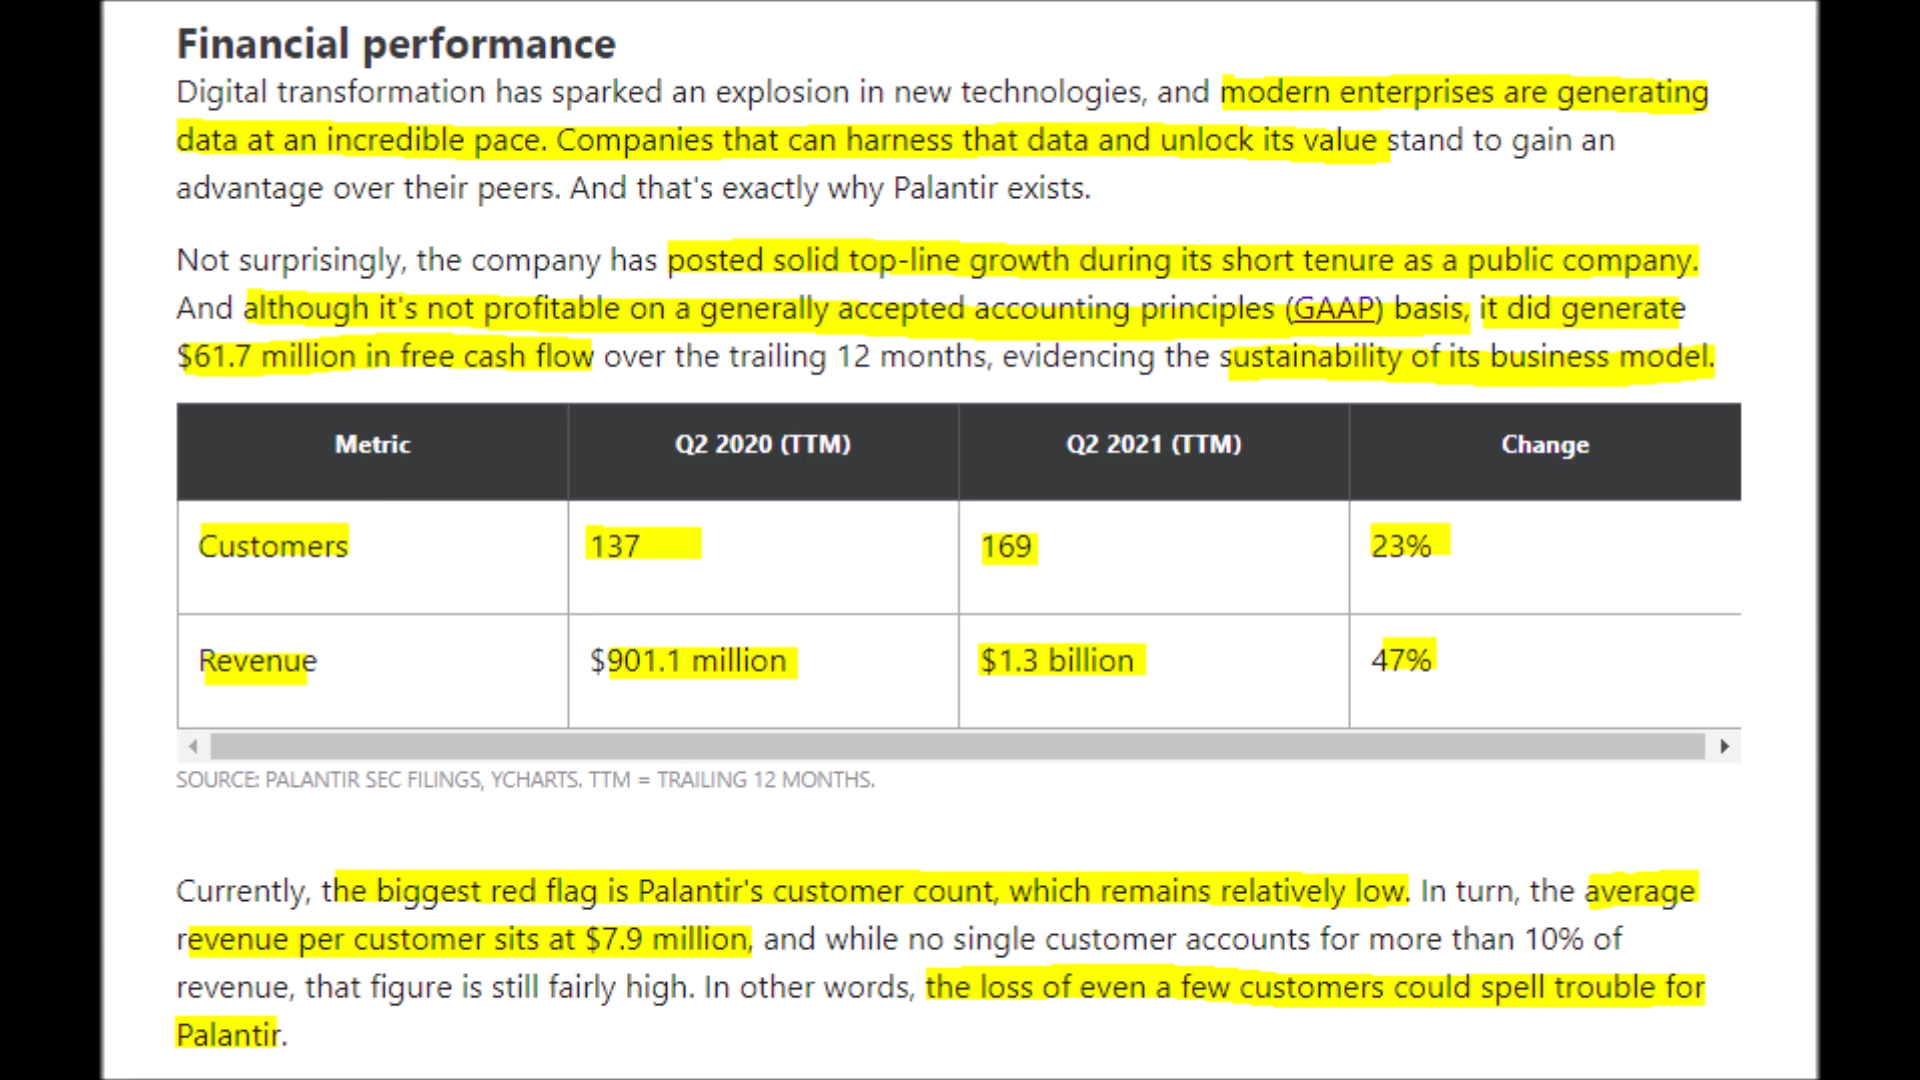 Financial performance
Digital transformation has sparked an explosion in new technologies, and modern enterprises are generating
data at an incredible pace. Companies that can harness that data and unlock its value stand to gain an
advantage over their peers. And that's exactly why Palantir exists.
Not surprisingly, the company has posted solid top-line growth during its short tenure as a public company.
And although it's not profitable on a generally accepted accounting principles (GAAP) basis, it did generate
$61.7 million in free cash flow over the trailing 12 months, evidencing the sustainability of its business model.
Metric Q2 2020 (TTM) Q2 2021 (TTM) Change
Customers 137 169 23%
Revenue $901.1 million $1.3 billion 47%
SOURCE: PALANTIR SEC FILINGS, YCHARTS. TTM = TRAILING 12 MONTHS.
Currently, the biggest red flag is Palantir's customer count, which remains relatively low. In turn, the average
revenue per customer sits at $7.9 million, and while no single customer accounts for more than 10% of
revenue, that figure is still fairly high. In other words, the loss of even a few customers could spell trouble for
Palantir.